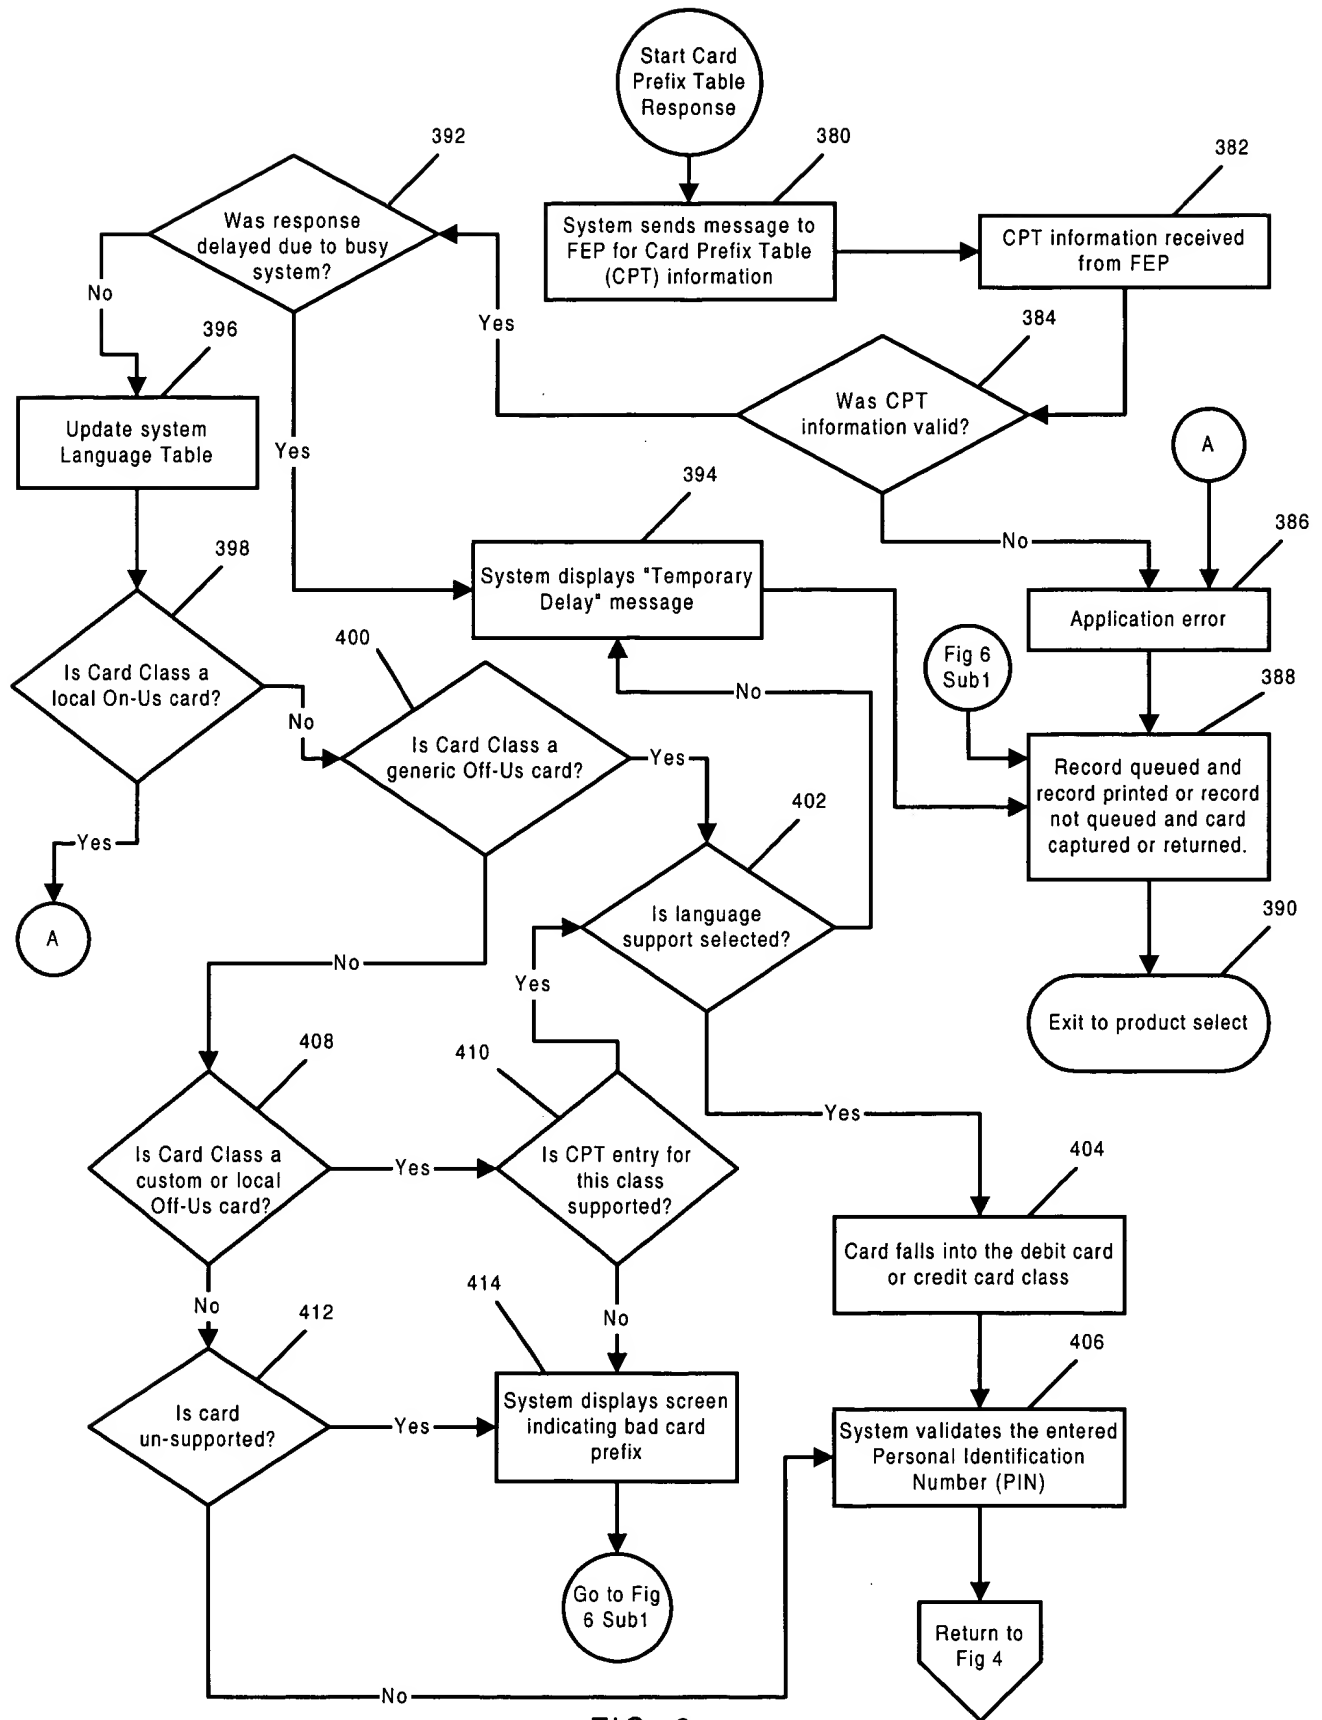 Start Card
Prefix Table
Response
380
System sends message to
FEP for Card Prefix Table
(CPT) information
382
CPT information received
from FEP
384
Was CPT
information valid?
Yes
No
392
Was response
delayed due to busy
system?
No
Yes
396
Update system
Language Table
394
System displays "Temporary
Delay" message
A
386
Application error
Fig 6
Sub1
388
Record queued and
record printed or record
not queued and card
captured or returned.
390
Exit to product select
398
Is Card Class a
local On-Us card?
No
Yes
A
400
Is Card Class a
generic Off-Us card?
Yes
No
402
Is language
support selected?
No
Yes
408
Is Card Class a
custom or local
Off-Us card?
Yes
No
410
Is CPT entry for
this class
supported?
Yes
No
404
Card falls into the debit card
or credit card class
406
System validates the entered
Personal Identification
Number (PIN)
412
Is card
un-supported?
Yes
No
414
System displays screen
indicating bad card
prefix
Go to Fig
6 Sub1
Return to
Fig 4